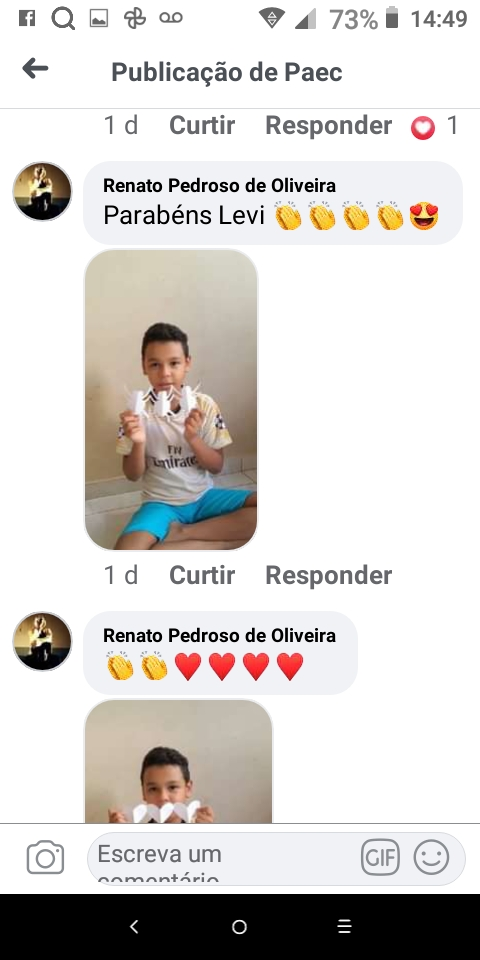 73% 14:49
Publicação de Paec
1 d Curtir Responder 1
Renato Pedroso de Oliveira
Parabéns Levi 👏👏👏👏😍
Fly
Emirates
1 d Curtir Responder
Renato Pedroso de Oliveira
👏👏❤️❤️❤️❤️
Escreva um
comentário
GIF